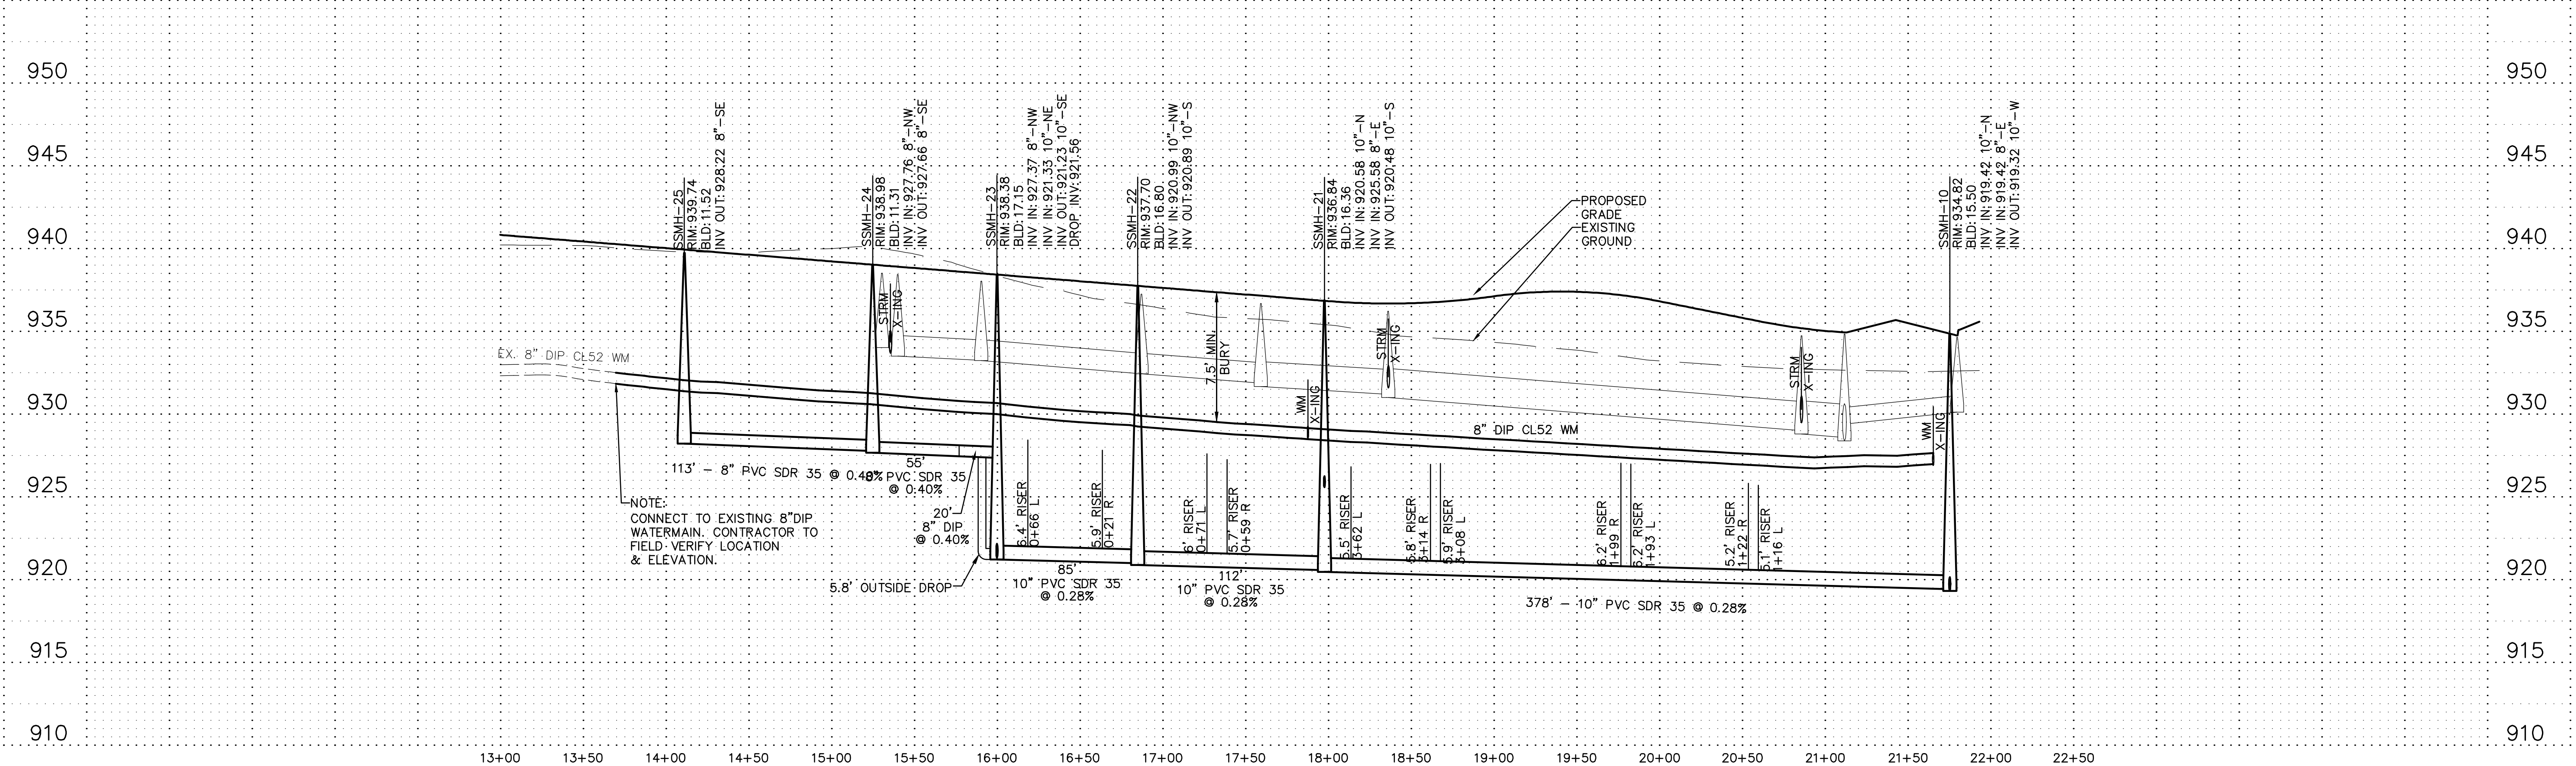 950
945
940
935
930
925
920
915
910
SSMH-25
RIM:939.74
BLD:11.52
INV OUT:928.22 8"-SE
SSMH-24
RIM:938.98
BLD:11.31
INV IN:927.76 8"-NW
INV OUT:927.66 8"-SE
SSMH-23
RIM:938.38
BLD:17.15
INV IN:927.37 8"-NW
INV IN:921.33 10"-NE
INV OUT:921.23 10"-SE
DROP INV:921.56
SSMH-22
RIM:937.70
BLD:16.80
INV IN:920.99 10"-NW
INV OUT:920.89 10"-S
SSMH-21
RIM:936.84
BLD:16.36
INV IN:920.58 10"-N
INV IN:925.58 8"-E
INV OUT:920.48 10"-S
PROPOSED
GRADE
EXISTING
GROUND
SSMH-10
RIM:934.82
BLD:15.50
INV IN:919.42 10"-N
INV IN:919.42 8"-E
INV OUT:919.32 10"-W
STRM
X-ING
7.5' MIN.
BURY
STRM
X-ING
STRM
X-ING
EX. 8" DIP CL52 WM
WM
X-ING
8" DIP CL52 WM
WM
X-ING
113' - 8" PVC SDR 35 @ 0.40%
55'
8" PVC SDR 35
@ 0.40%
20'
8" DIP
@ 0.40%
NOTE:
CONNECT TO EXISTING 8"DIP
WATERMAIN. CONTRACTOR TO
FIELD VERIFY LOCATION
& ELEVATION.
5.8' OUTSIDE DROP
6.4' RISER
0+66 L
5.9' RISER
0+21 R
6' RISER
0+71 L
5.7' RISER
0+59 R
5.5' RISER
3+62 L
5.8' RISER
3+14 R
5.9' RISER
3+08 L
6.2' RISER
1+99 R
6.2' RISER
1+93 L
5.2' RISER
1+22 R
5.1' RISER
1+16 L
85'
10" PVC SDR 35
@ 0.28%
112'
10" PVC SDR 35
@ 0.28%
378' - 10" PVC SDR 35 @ 0.28%
950
945
940
935
930
925
920
915
910
13+00 13+50 14+00 14+50 15+00 15+50 16+00 16+50 17+00 17+50 18+00 18+50 19+00 19+50 20+00 20+50 21+00 21+50 22+00 22+50